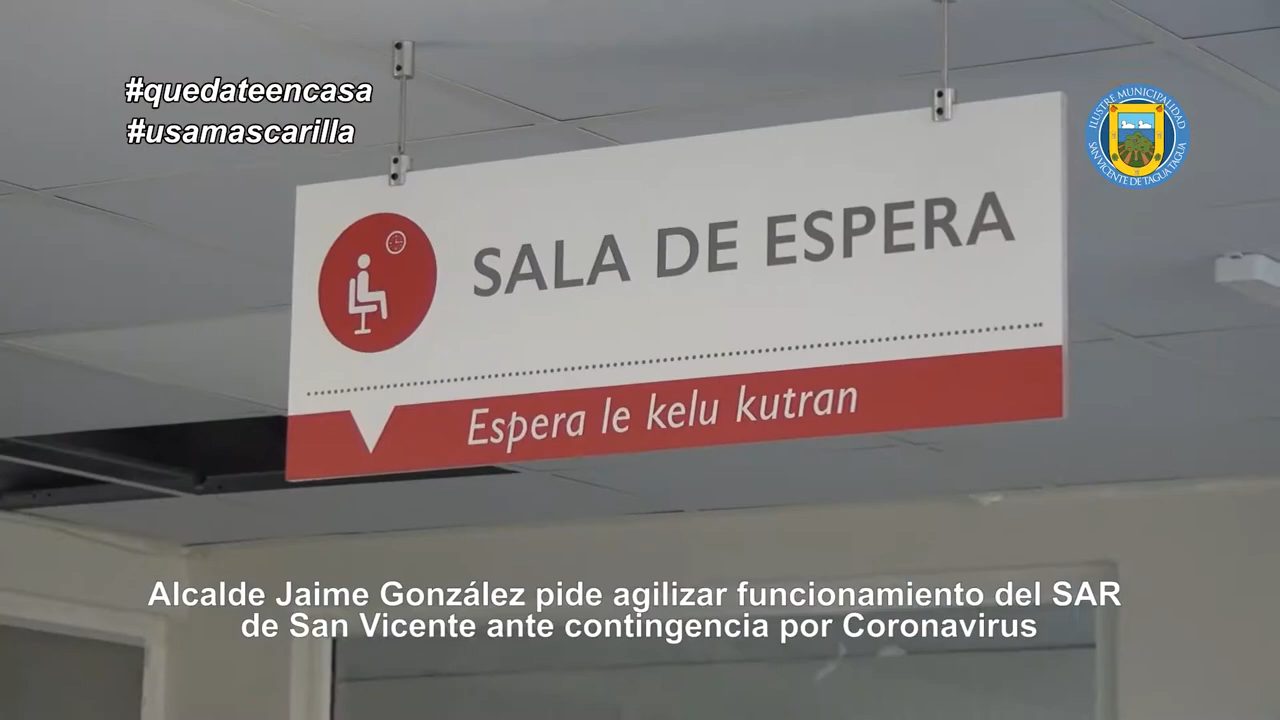 #quedateencasa
#usamascarilla
ILUSTRE MUNICIPALIDAD
SAN VICENTE DE TAGUA TAGUA
SALA DE ESPERA
Espera le kelu kutran
Alcalde Jaime González pide agilizar funcionamiento del SAR
de San Vicente ante contingencia por Coronavirus